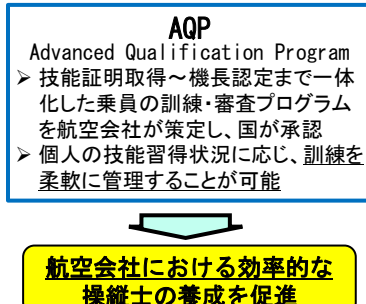 AQP
Advanced Qualification Program
➢ 技能証明取得～機長認定まで一体
化した乗員の訓練・審査プログラム
を航空会社が策定し、国が承認
➢ 個人の技能習得状況に応じ、訓練を
柔軟に管理することが可能
航空会社における効率的な
操縦士の養成を促進